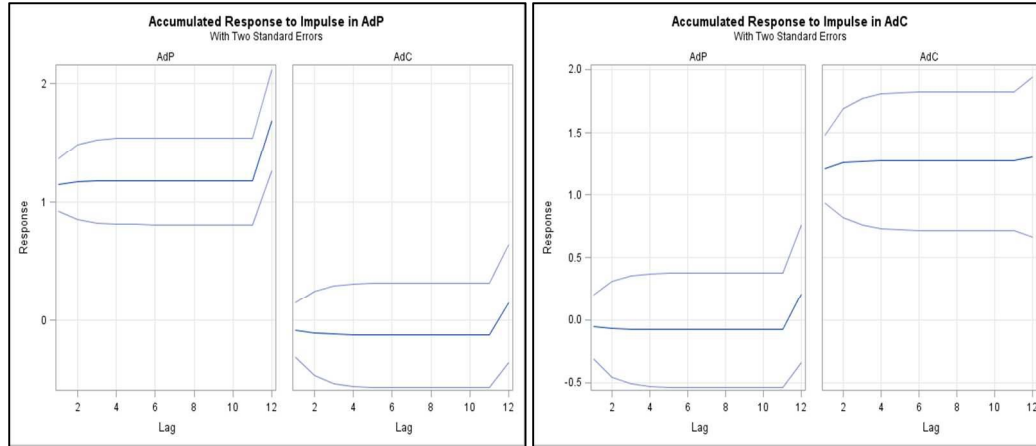 Accumulated Response to Impulse in AdP
With Two Standard Errors
AdP
AdC
2
1
0
Response
2
4
6
8
10
12
2
4
6
8
10
12
Lag
Lag
Accumulated Response to Impulse in AdC
With Two Standard Errors
AdP
AdC
2.0
1.5
1.0
0.5
0.0
-0.5
Response
2
4
6
8
10
12
2
4
6
8
10
12
Lag
Lag